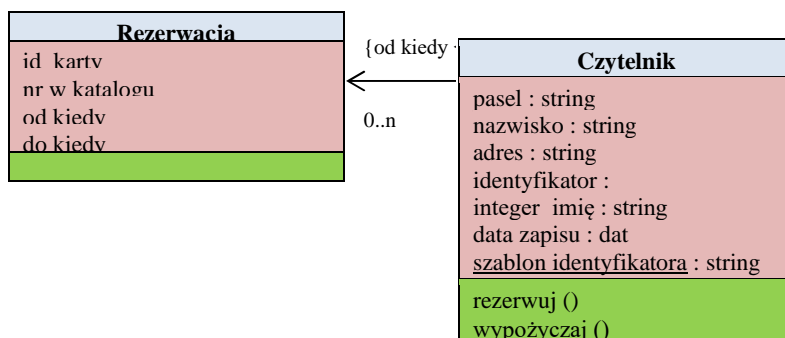 Rezerwacja
id karty
nr w katalogu
od kiedy
do kiedy
{od kiedy
0..n
Czytelnik
pasel : string
nazwisko : string
adres : string
identyfikator :
integer imię : string
data zapisu : dat
szablon identyfikatora : string
rezerwuj ()
wypożyczaj ()